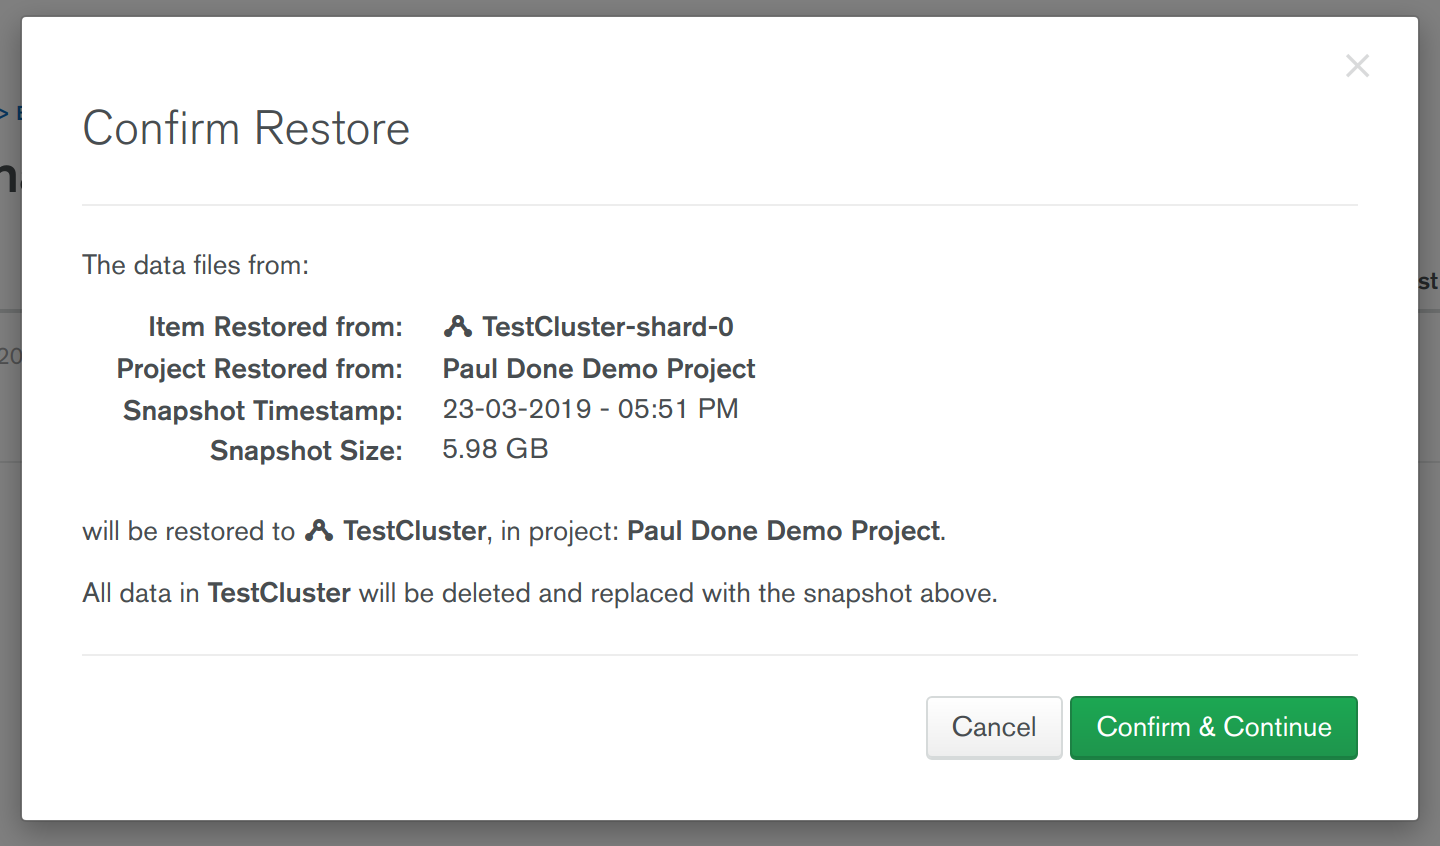 Confirm Restore
The data files from:
Item Restored from: TestCluster-shard-0
Project Restored from: Paul Done Demo Project
Snapshot Timestamp: 23-03-2019 - 05:51 PM
Snapshot Size: 5.98 GB
will be restored to TestCluster, in project: Paul Done Demo Project.
All data in TestCluster will be deleted and replaced with the snapshot above.
Cancel Confirm & Continue